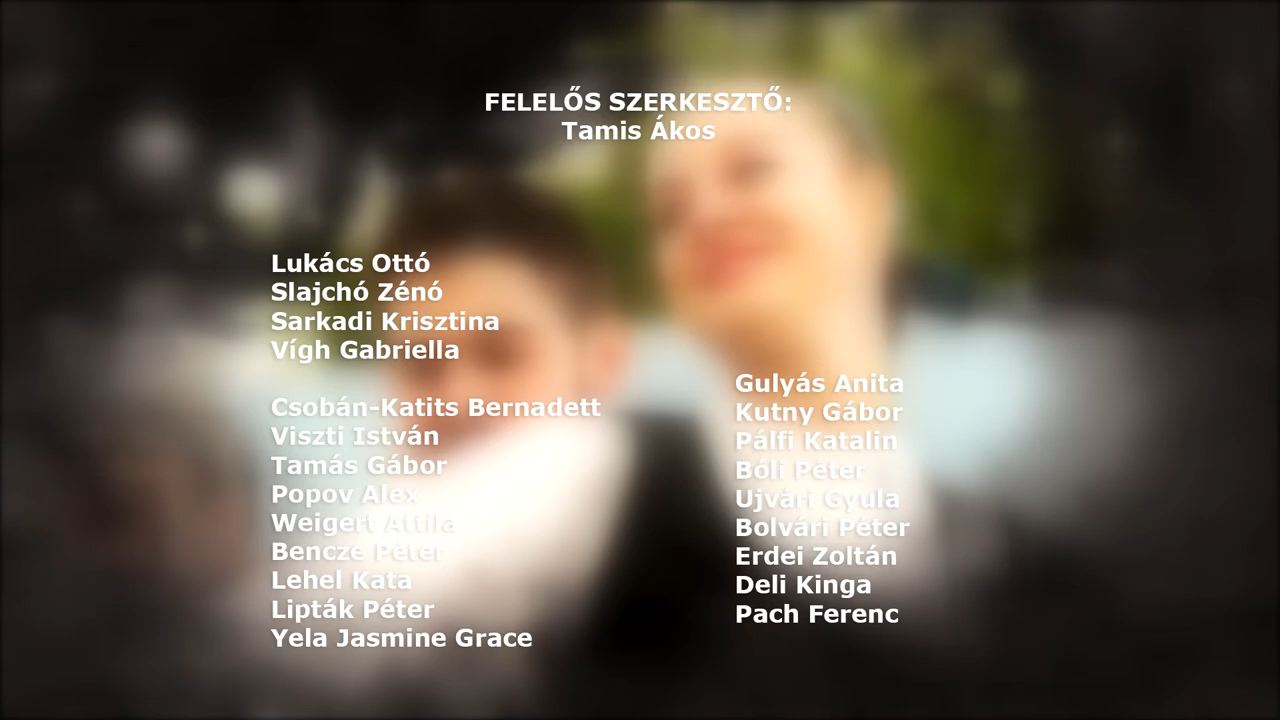 FELELŐS SZERKESZTŐ:
Tamis Ákos
Lukács Ottó
Slajchó Zénó
Sarkadi Krisztina
Vígh Gabriella
Csobán-Katits Bernadett
Viszti István
Tamás Gábor
Popov Alex
Weigert Attila
Bencze Péter
Lehel Kata
Lipták Péter
Yela Jasmine Grace
Gulyás Anita
Kutny Gábor
Pálfi Katalin
Bóli Péter
Ujvári Gyula
Bolvári Péter
Erdei Zoltán
Deli Kinga
Pach Ferenc